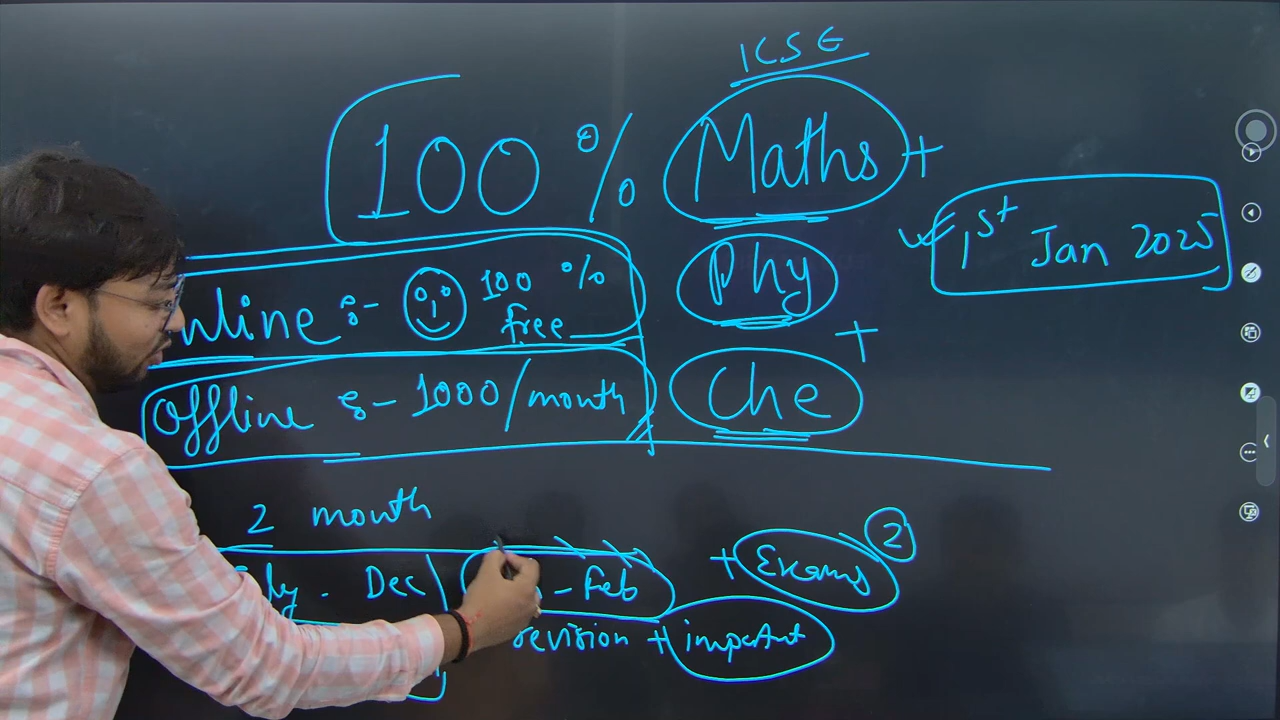 ICSE
100 % Maths +
1st Jan 2025
nline :- 100 % free
Phy
+
Offline :- 1000/month
Che
2 month
Dec
- Feb
+ Exams 2
revision + important